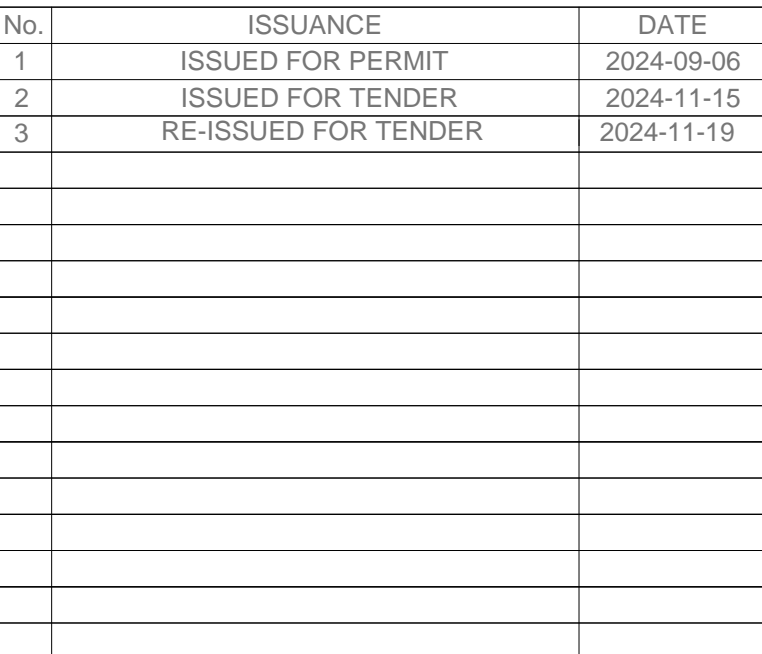 No. ISSUANCE DATE
1 ISSUED FOR PERMIT 2024-09-06
2 ISSUED FOR TENDER 2024-11-15
3 RE-ISSUED FOR TENDER 2024-11-19